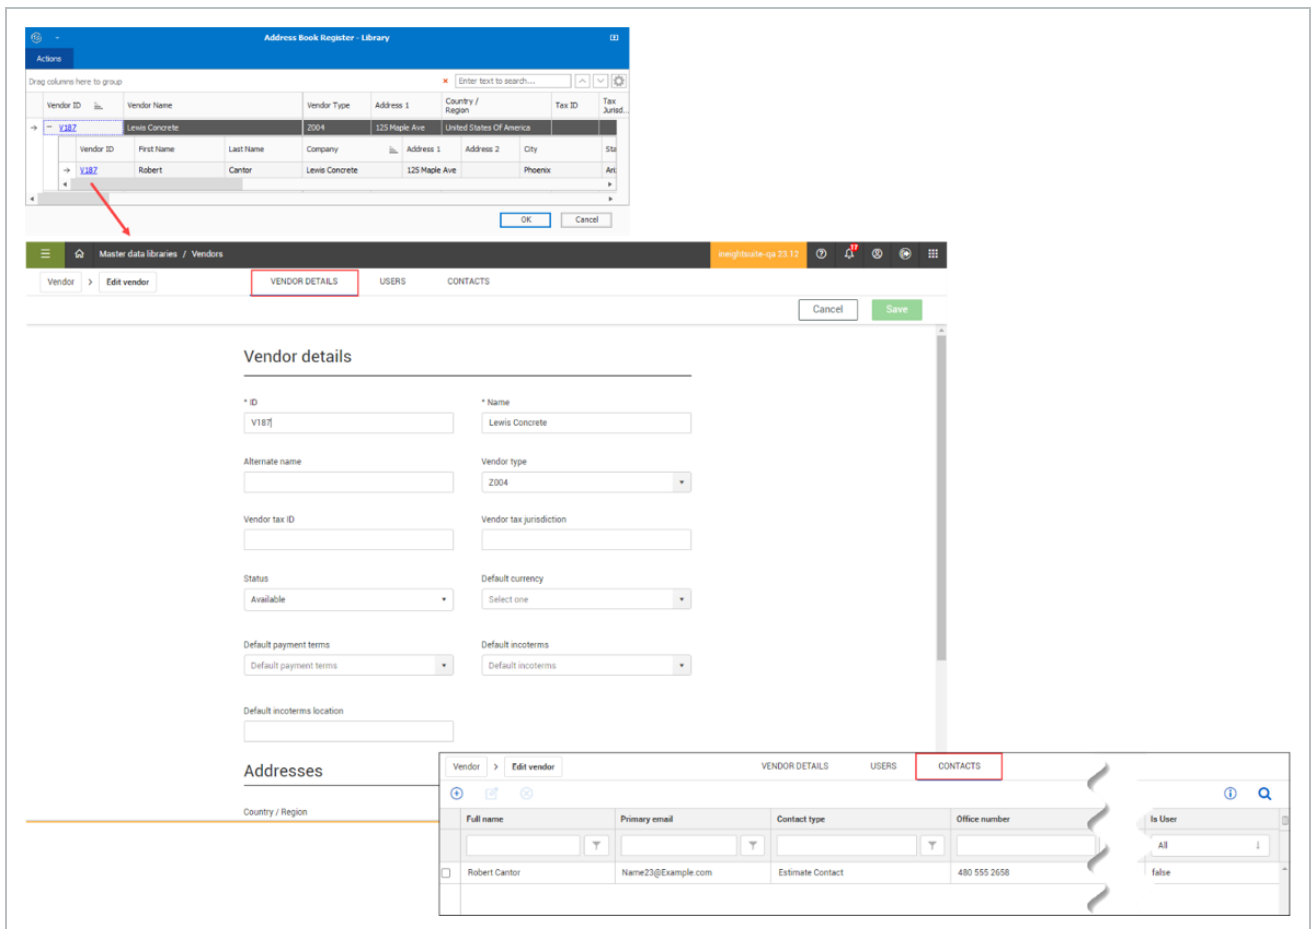 Address Book Register - Library
Actions
Drag columns here to group
Enter text to search...
Vendor ID Vendor Name Vendor Type Address 1 Country / Region Tax ID Tax Jurisd...
V187 Lewis Concrete Z004 125 Maple Ave United States Of America
Vendor ID First Name Last Name Company Address 1 Address 2 City Sta
V187 Robert Cantor Lewis Concrete 125 Maple Ave Phoenix Ari
OK Cancel
Master data libraries / Vendors ineightsuite-qa 23.12
Vendor > Edit vendor VENDOR DETAILS USERS CONTACTS
Cancel Save
Vendor details
* ID * Name
V187 Lewis Concrete
Alternate name Vendor type
Z004
Vendor tax ID Vendor tax jurisdiction
Status Default currency
Available Select one
Default payment terms Default incoterms
Default payment terms Default incoterms
Default incoterms location
Addresses
Country / Region
Vendor > Edit vendor VENDOR DETAILS USERS CONTACTS
Full name Primary email Contact type Office number Is User
All
Robert Cantor Name23@Example.com Estimate Contact 480 555 2658 false